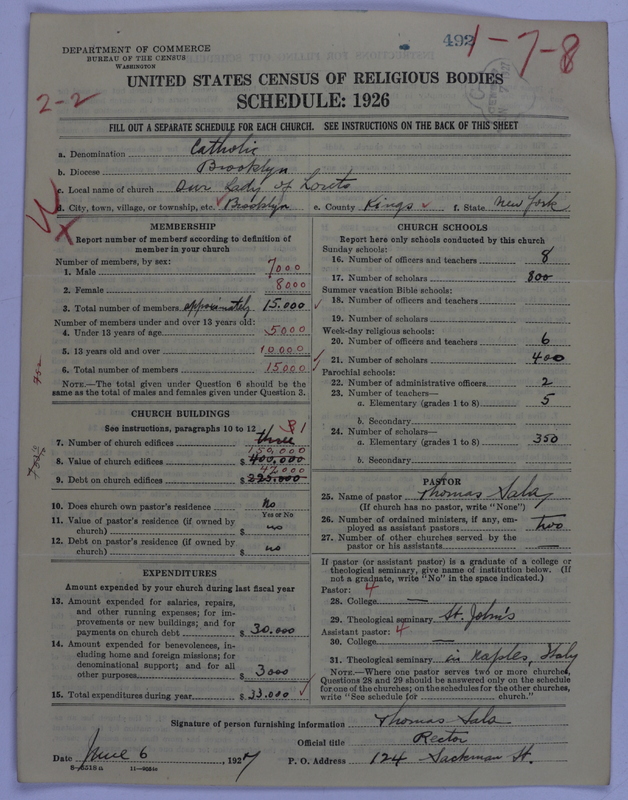 492
1-7-8
DEPARTMENT OF COMMERCE
BUREAU OF THE CENSUS
WASHINGTON
UNITED STATES CENSUS OF RELIGIOUS BODIES
2-2
SCHEDULE: 1926
FILL OUT A SEPARATE SCHEDULE FOR EACH CHURCH. SEE INSTRUCTIONS ON THE BACK OF THIS SHEET
a. Denomination Catholic
b. Diocese Brooklyn
c. Local name of church Our Lady of Loreto
d. City, town, village, or township, etc. Brooklyn e. County Kings f. State New York
MEMBERSHIP
Report number of members according to definition of
member in your church
Number of members, by sex:
1. Male 7000
2. Female 8000
3. Total number of members approximately 15.000
Number of members under and over 13 years old:
4. Under 13 years of age 5000
5. 13 years old and over 10000
6. Total number of members 15000
NOTE.—The total given under Question 6 should be the
same as the total of males and females given under Question 3.
CHURCH BUILDINGS
See instructions, paragraphs 10 to 12
7. Number of church edifices three 1
150,000
8. Value of church edifices $ 400.000
42000
9. Debt on church edifices $ 225.000
10. Does church own pastor's residence No
Yes or No
11. Value of pastor's residence (if owned by
church) $ no
12. Debt on pastor's residence (if owned by
church) $ no
EXPENDITURES
Amount expended by your church during last fiscal year
13. Amount expended for salaries, repairs,
and other running expenses; for im-
provements or new buildings; and for
payments on church debt $ 30.000
14. Amount expended for benevolences, in-
cluding home and foreign missions; for
denominational support; and for all
other purposes $ 3000
15. Total expenditures during year $ 33.000
CHURCH SCHOOLS
Report here only schools conducted by this church
Sunday schools:
16. Number of officers and teachers 8
17. Number of scholars 800
Summer vacation Bible schools:
18. Number of officers and teachers
19. Number of scholars
Week-day religious schools:
20. Number of officers and teachers 6
21. Number of scholars 400
Parochial schools:
22. Number of administrative officers 2
23. Number of teachers—
a. Elementary (grades 1 to 8) 5
b. Secondary
24. Number of scholars—
a. Elementary (grades 1 to 8) 350
b. Secondary
PASTOR
25. Name of pastor Thomas Sala
(If church has no pastor, write "None")
26. Number of ordained ministers, if any, em-
ployed as assistant pastors two
27. Number of other churches served by the
pastor or his assistants —
If pastor (or assistant pastor) is a graduate of a college or
theological seminary, give name of institution below. (If
not a graduate, write "No" in the space indicated.)
Pastor: 4
28. College —
29. Theological seminary St. John's
Assistant pastor: 4
30. College —
31. Theological seminary in Naples, Italy
NOTE.—Where one pastor serves two or more churches,
Questions 28 and 29 should be answered only on the schedule
for one of the churches; on the schedules for the other churches,
write "See schedule for church."
Signature of person furnishing information Thomas Sala
Official title Rector
Date June 6, 1927 P. O. Address 124 Sackman St.